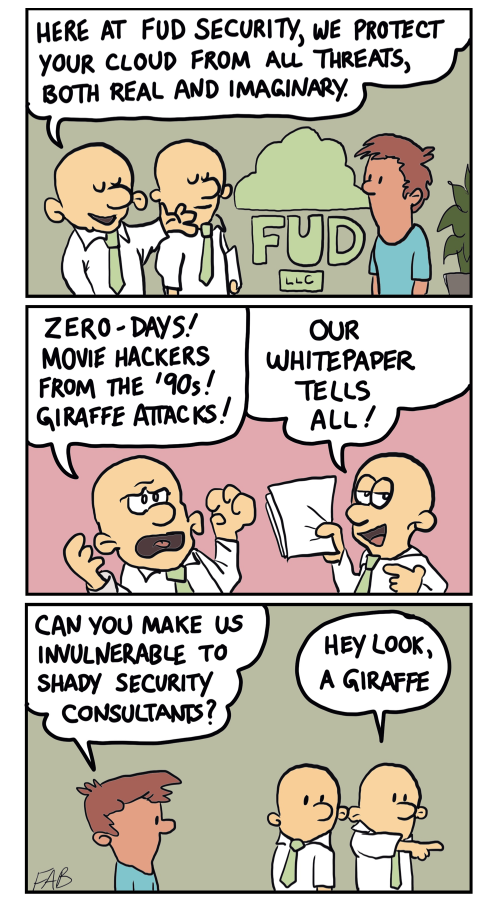 HERE AT FUD SECURITY, WE PROTECT
YOUR CLOUD FROM ALL THREATS,
BOTH REAL AND IMAGINARY.
FUD
LLC
ZERO-DAYS!
MOVIE HACKERS
FROM THE '90s!
GIRAFFE ATTACKS!
OUR
WHITEPAPER
TELLS
ALL!
CAN YOU MAKE US
INVULNERABLE TO
SHADY SECURITY
CONSULTANTS?
HEY LOOK,
A GIRAFFE
FAB